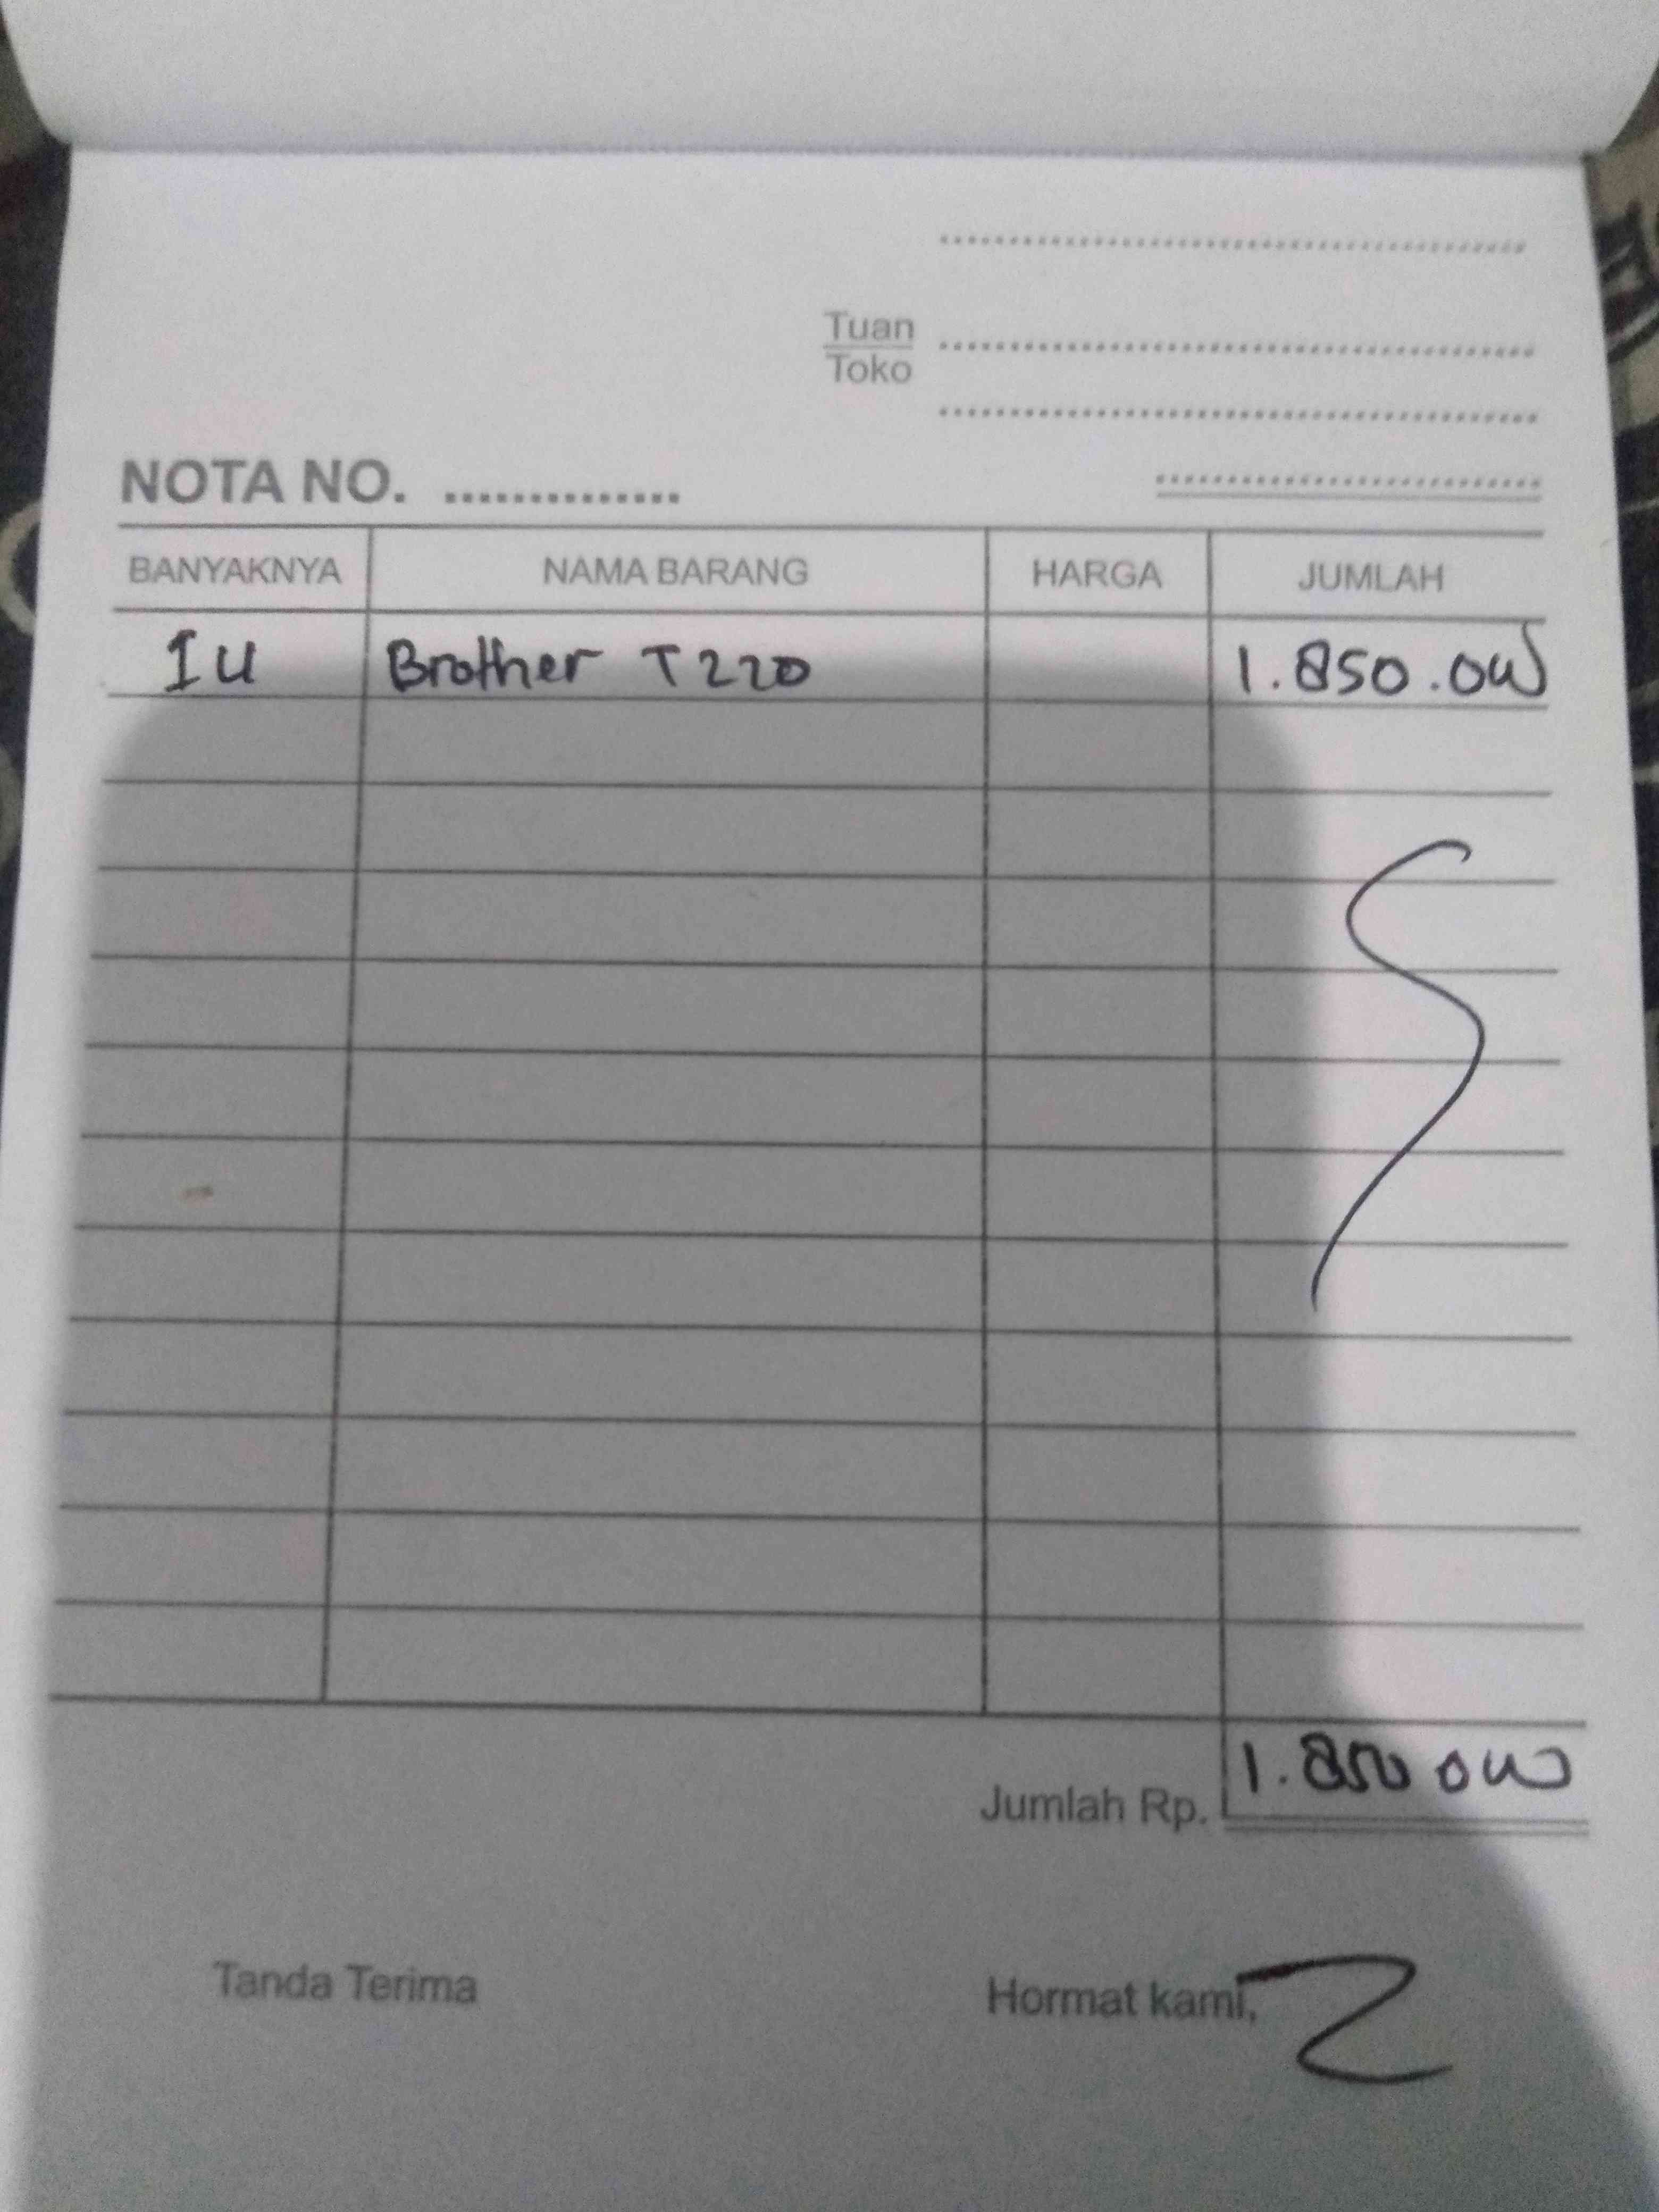 Tuan
Toko
NOTA NO. ..............
BANYAKNYA NAMA BARANG HARGA JUMLAH
1 U Brother T220 1.850.000
Jumlah Rp. 1.850.000
Tanda Terima Hormat kami,